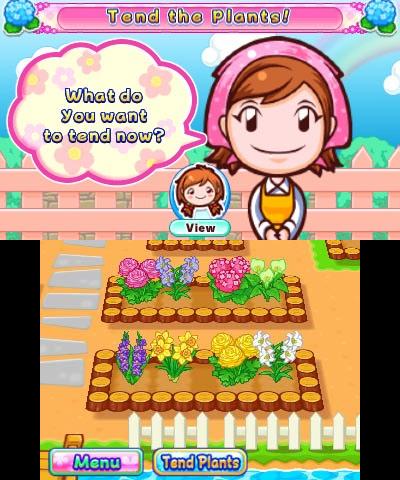 Tend the Plants!
What do
You want
to tend now?
View
Menu
Tend Plants